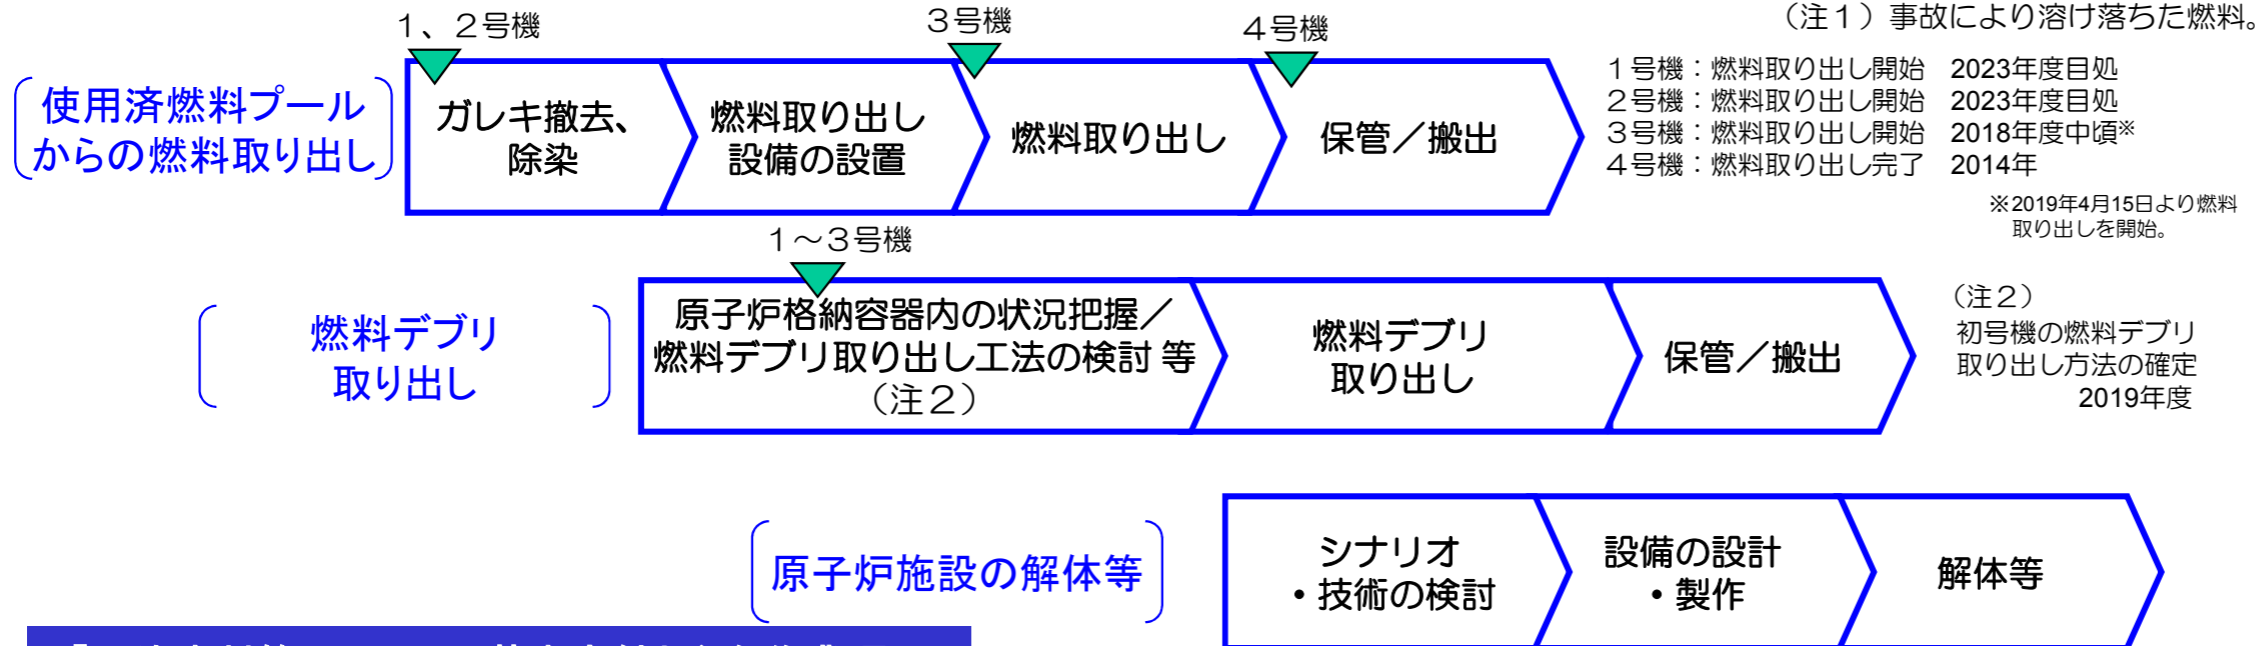 （注１）事故により溶け落ちた燃料。
１、２号機
３号機
４号機
使用済燃料プール
からの燃料取り出し
ガレキ撤去、
除染
燃料取り出し
設備の設置
燃料取り出し
保管／搬出
１号機：燃料取り出し開始　2023年度目処
２号機：燃料取り出し開始　2023年度目処
３号機：燃料取り出し開始　2018年度中頃※
４号機：燃料取り出し完了　2014年
※2019年4月15日より燃料
取り出しを開始。
１～３号機
燃料デブリ
取り出し
原子炉格納容器内の状況把握／
燃料デブリ取り出し工法の検討 等
（注２）
燃料デブリ
取り出し
保管／搬出
（注２）
初号機の燃料デブリ
取り出し方法の確定
2019年度
原子炉施設の解体等
シナリオ
・技術の検討
設備の設計
・製作
解体等